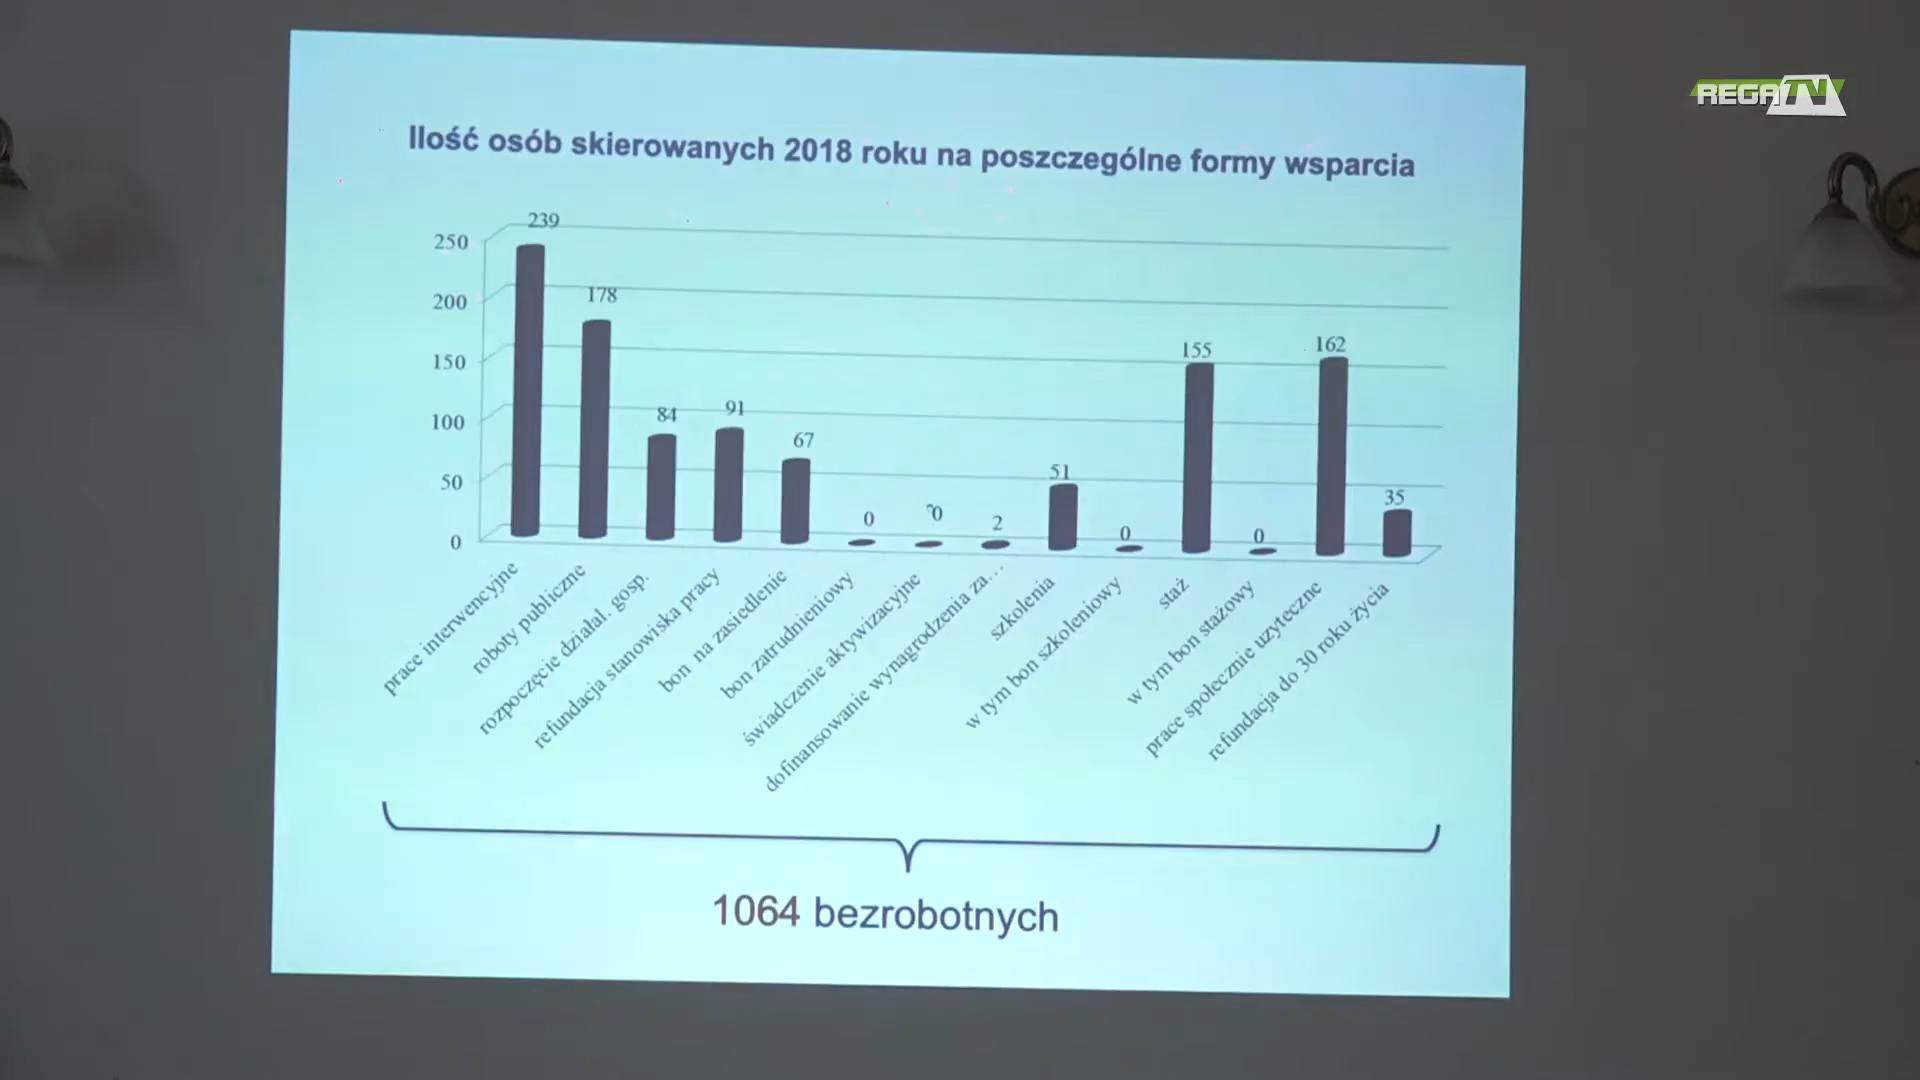 REGA TV
Ilość osób skierowanych 2018 roku na poszczególne formy wsparcia
250
200
150
100
50
0
239
178
84
91
67
0
0
2
51
0
155
0
162
35
prace interwencyjne
roboty publiczne
rozpoczęcie działal. gosp.
refundacja stanowiska pracy
bon na zasiedlenie
bon zatrudnieniowy
świadczenie aktywizacyjne
dofinansowanie wynagrodzenia za...
szkolenia
w tym bon szkoleniowy
staż
w tym bon stażowy
prace społecznie użyteczne
refundacja do 30 roku życia
1064 bezrobotnych